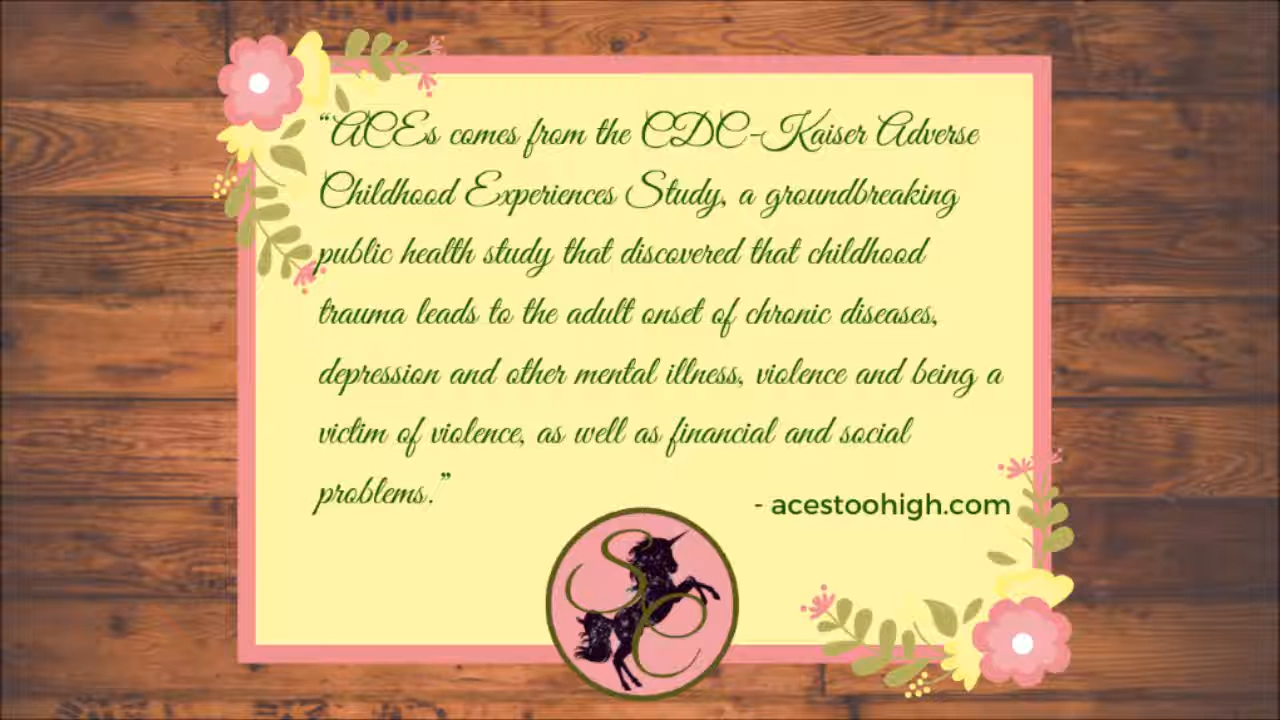 “ACEs comes from the CDC-Kaiser Adverse
Childhood Experiences Study, a groundbreaking
public health study that discovered that childhood
trauma leads to the adult onset of chronic diseases,
depression and other mental illness, violence and being a
victim of violence, as well as financial and social
problems.”
- acestoohigh.com
SC